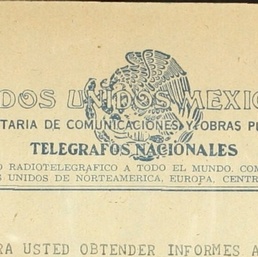 DOS UNIDOS MEXIC
TARIA DE COMUNICACIONES Y OBRAS P
TELEGRAFOS NACIONALES
O RADIOTELEGRAFICO A TODO EL MUNDO. COM
S UNIDOS DE NORTEAMERICA, EUROPA, CENTR
RA USTED OBTENDER INFORMES A